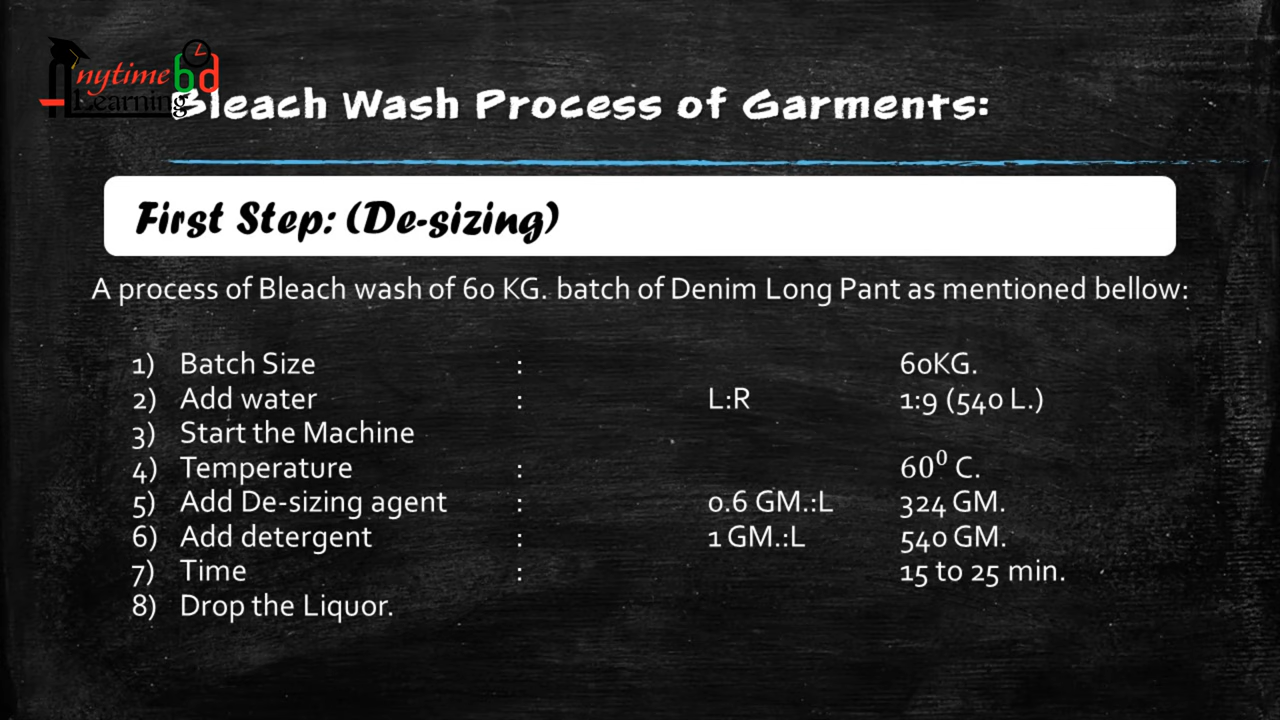 nytime bd
Learning
Bleach Wash Process of Garments:
First Step: (De-sizing)
A process of Bleach wash of 60 KG. batch of Denim Long Pant as mentioned bellow:
1) Batch Size : 60KG.
2) Add water : L:R 1:9 (540 L.)
3) Start the Machine
4) Temperature : 60⁰ C.
5) Add De-sizing agent : 0.6 GM.:L 324 GM.
6) Add detergent : 1 GM.:L 540 GM.
7) Time : 15 to 25 min.
8) Drop the Liquor.